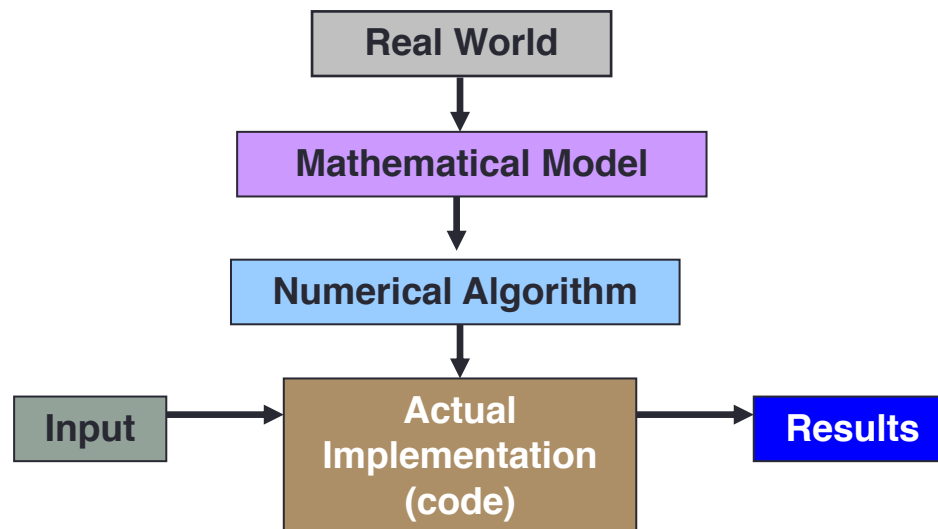 Real World
Mathematical Model
Numerical Algorithm
Input
Actual
Implementation
(code)
Results